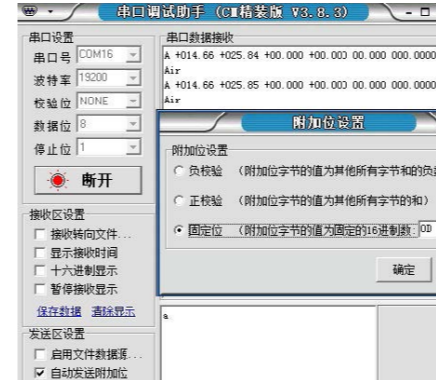 串口调试助手 (CM精装版 V3.8.3)
串口设置
串口号 COM16
波特率 19200
校验位 NONE
数据位 8
停止位 1
断开
接收区设置
接收转向文件...
显示接收时间
十六进制显示
暂停接收显示
保存数据 清除显示
发送区设置
启用文件数据源...
自动发送附加位
串口数据接收
A +014.66 +025.84 +00.000 +00.000 00.000 000.0000
Air
A +014.66 +025.85 +00.000 +00.000 00.000 000.0000
Air
附加位设置
附加位设置
负校验 (附加位字节的值为其他所有字节和的负
正校验 (附加位字节的值为其他所有字节的和)
固定位 (附加位字节的值为固定的16进制数: 0D
确定
a